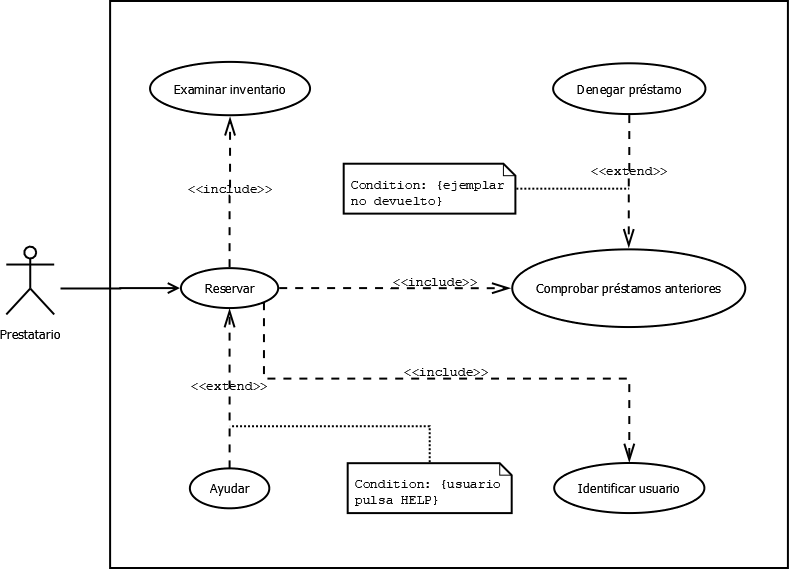 Examinar inventario
Denegar préstamo
<<include>>
<<extend>>
Condition: {ejemplar
no devuelto}
Prestatario
Reservar
<<include>>
Comprobar préstamos anteriores
<<include>>
<<extend>>
Ayudar
Condition: {usuario
pulsa HELP}
Identificar usuario